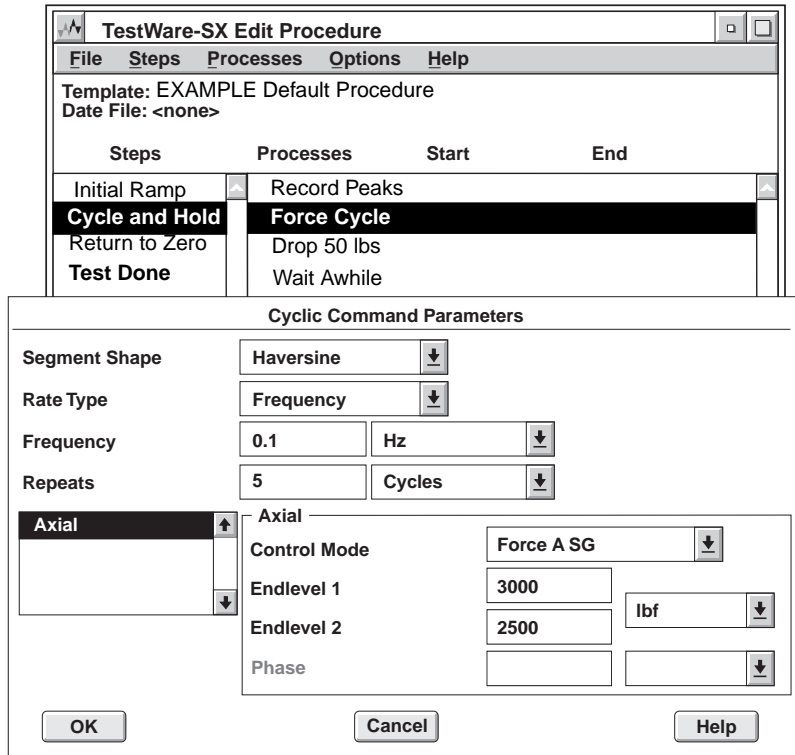 TestWare-SX Edit Procedure
File Steps Processes Options Help
Template: EXAMPLE Default Procedure
Date File: <none>
Steps Processes Start End
Initial Ramp Record Peaks
Cycle and Hold Force Cycle
Return to Zero Drop 50 lbs
Test Done Wait Awhile
Cyclic Command Parameters
Segment Shape Haversine
Rate Type Frequency
Frequency 0.1 Hz
Repeats 5 Cycles
Axial Axial
Control Mode Force A SG
Endlevel 1 3000 lbf
Endlevel 2 2500
Phase
OK Cancel Help